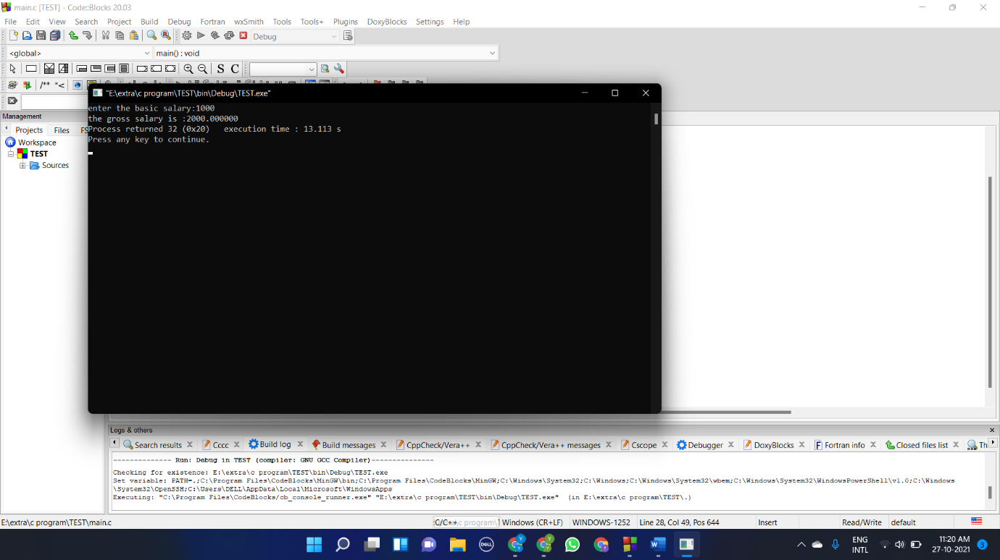 main.c [TEST] - Code::Blocks 20.03
File Edit View Search Project Build Debug Fortran wxSmith Tools Tools+ Plugins DoxyBlocks Settings Help
Debug
<global> main() : void
S C
/** *<
"E:\extra\c program\TEST\bin\Debug\TEST.exe"
enter the basic salary:1000
the gross salary is :2000.000000
Process returned 32 (0x20) execution time : 13.113 s
Press any key to continue.
Management
Projects Files FS
Workspace
TEST
Sources
Logs & others
Search results Cccc Build log Build messages CppCheck/Vera++ CppCheck/Vera++ messages Cscope Debugger DoxyBlocks Fortran info Closed files list Th
-------------- Run: Debug in TEST (compiler: GNU GCC Compiler)---------------
Checking for existence: E:\extra\c program\TEST\bin\Debug\TEST.exe
Set variable: PATH=.;C:\Program Files\CodeBlocks\MinGW\bin;C:\Program Files\CodeBlocks\MinGW;C:\Windows\System32;C:\Windows;C:\Windows\System32\wbem;C:\Windows\System32\WindowsPowerShell\v1.0;C:\Windows
\System32\OpenSSH;C:\Users\DELL\AppData\Local\Microsoft\WindowsApps
Executing: "C:\Program Files\CodeBlocks/cb_console_runner.exe" "E:\extra\c program\TEST\bin\Debug\TEST.exe" (in E:\extra\c program\TEST\.)
E:\extra\c program\TEST\main.c C/C++ Windows (CR+LF) WINDOWS-1252 Line 28, Col 49, Pos 644 Insert Read/Write default
DELL
ENG
INTL
11:20 AM
27-10-2021
3